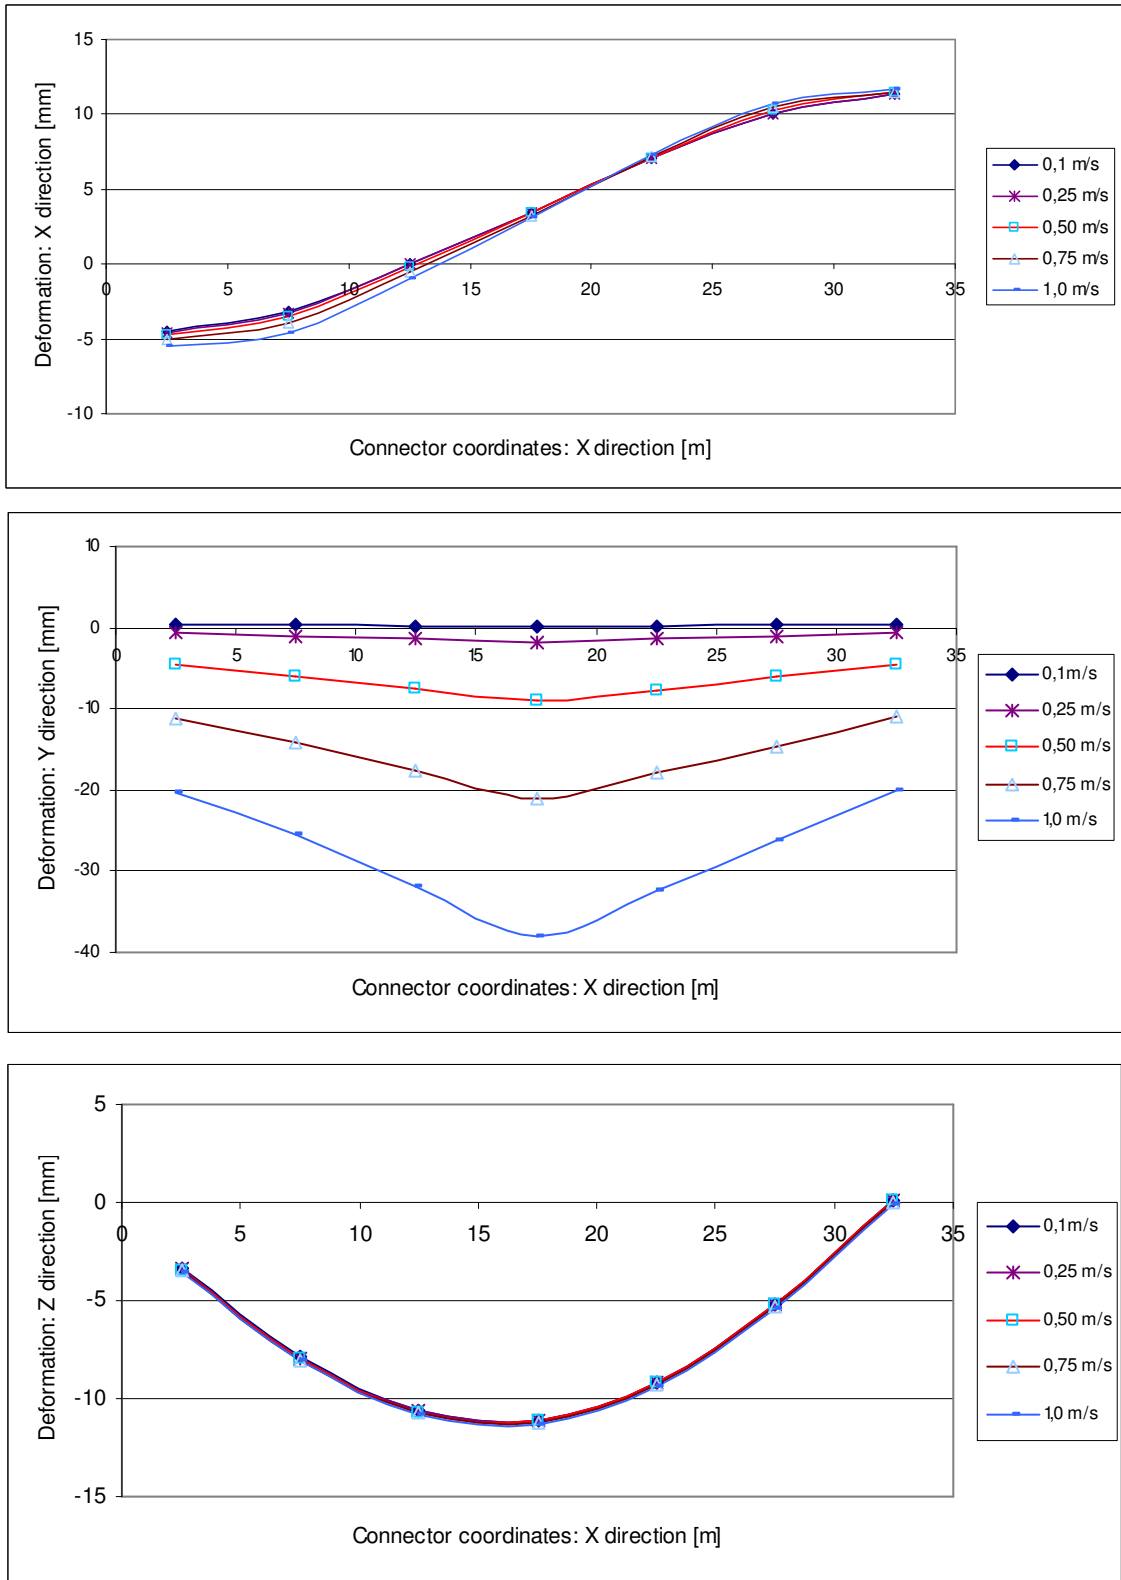 Deformation: X direction [mm]
15
10
5
0
-5
-10
0 5 10 15 20 25 30 35
Connector coordinates: X direction [m]
0,1 m/s
0,25 m/s
0,50 m/s
0,75 m/s
1,0 m/s
Deformation: Y direction [mm]
10
0
-10
-20
-30
-40
0 5 10 15 20 25 30 35
Connector coordinates: X direction [m]
0,1m/s
0,25 m/s
0,50 m/s
0,75 m/s
1,0 m/s
Deformation: Z direction [mm]
5
0
-5
-10
-15
0 5 10 15 20 25 30 35
Connector coordinates: X direction [m]
0,1m/s
0,25 m/s
0,50 m/s
0,75 m/s
1,0 m/s